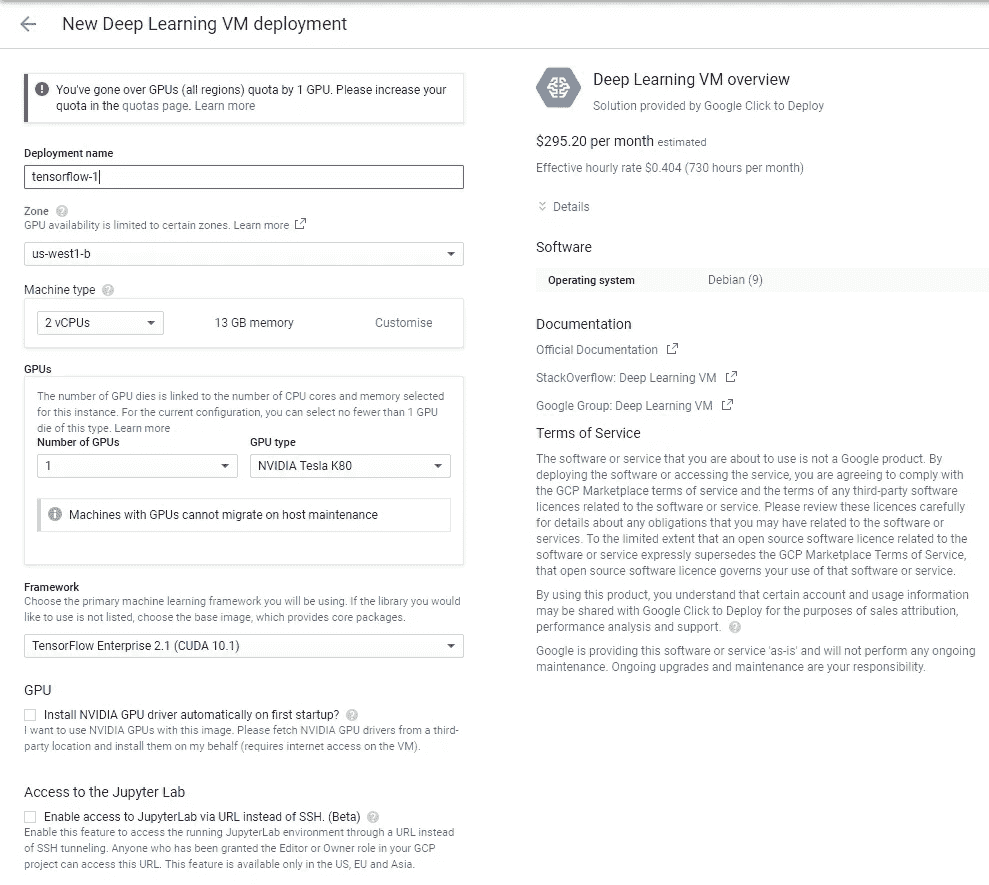 New Deep Learning VM deployment
You've gone over GPUs (all regions) quota by 1 GPU. Please increase your
quota in the quotas page. Learn more
Deployment name
tensorflow-1
Zone
GPU availability is limited to certain zones. Learn more
us-west1-b
Machine type
2 vCPUs 13 GB memory Customise
GPUs
The number of GPU dies is linked to the number of CPU cores and memory selected
for this instance. For the current configuration, you can select no fewer than 1 GPU
die of this type. Learn more
Number of GPUs GPU type
1 NVIDIA Tesla K80
Machines with GPUs cannot migrate on host maintenance
Framework
Choose the primary machine learning framework you will be using. If the library you would
like to use is not listed, choose the base image, which provides core packages.
TensorFlow Enterprise 2.1 (CUDA 10.1)
GPU
Install NVIDIA GPU driver automatically on first startup?
I want to use NVIDIA GPUs with this image. Please fetch NVIDIA GPU drivers from a third-
party location and install them on my behalf (requires internet access on the VM).
Access to the Jupyter Lab
Enable access to JupyterLab via URL instead of SSH. (Beta)
Enable this feature to access the running JupyterLab environment through a URL instead
of SSH tunneling. Anyone who has been granted the Editor or Owner role in your GCP
project can access this URL. This feature is available only in the US, EU and Asia.
Deep Learning VM overview
Solution provided by Google Click to Deploy
$295.20 per month estimated
Effective hourly rate $0.404 (730 hours per month)
Details
Software
Operating system Debian (9)
Documentation
Official Documentation
StackOverflow: Deep Learning VM
Google Group: Deep Learning VM
Terms of Service
The software or service that you are about to use is not a Google product. By
deploying the software or accessing the service, you are agreeing to comply with
the GCP Marketplace terms of service and the terms of any third-party software
licences related to the software or service. Please review these licences carefully
for details about any obligations that you may have related to the software or
services. To the limited extent that an open source software licence related to the
software or service expressly supersedes the GCP Marketplace Terms of Service,
that open source software licence governs your use of that software or service.
By using this product, you understand that certain account and usage information
may be shared with Google Click to Deploy for the purposes of sales attribution,
performance analysis and support.
Google is providing this software or service 'as-is' and will not perform any ongoing
maintenance. Ongoing upgrades and maintenance are your responsibility.